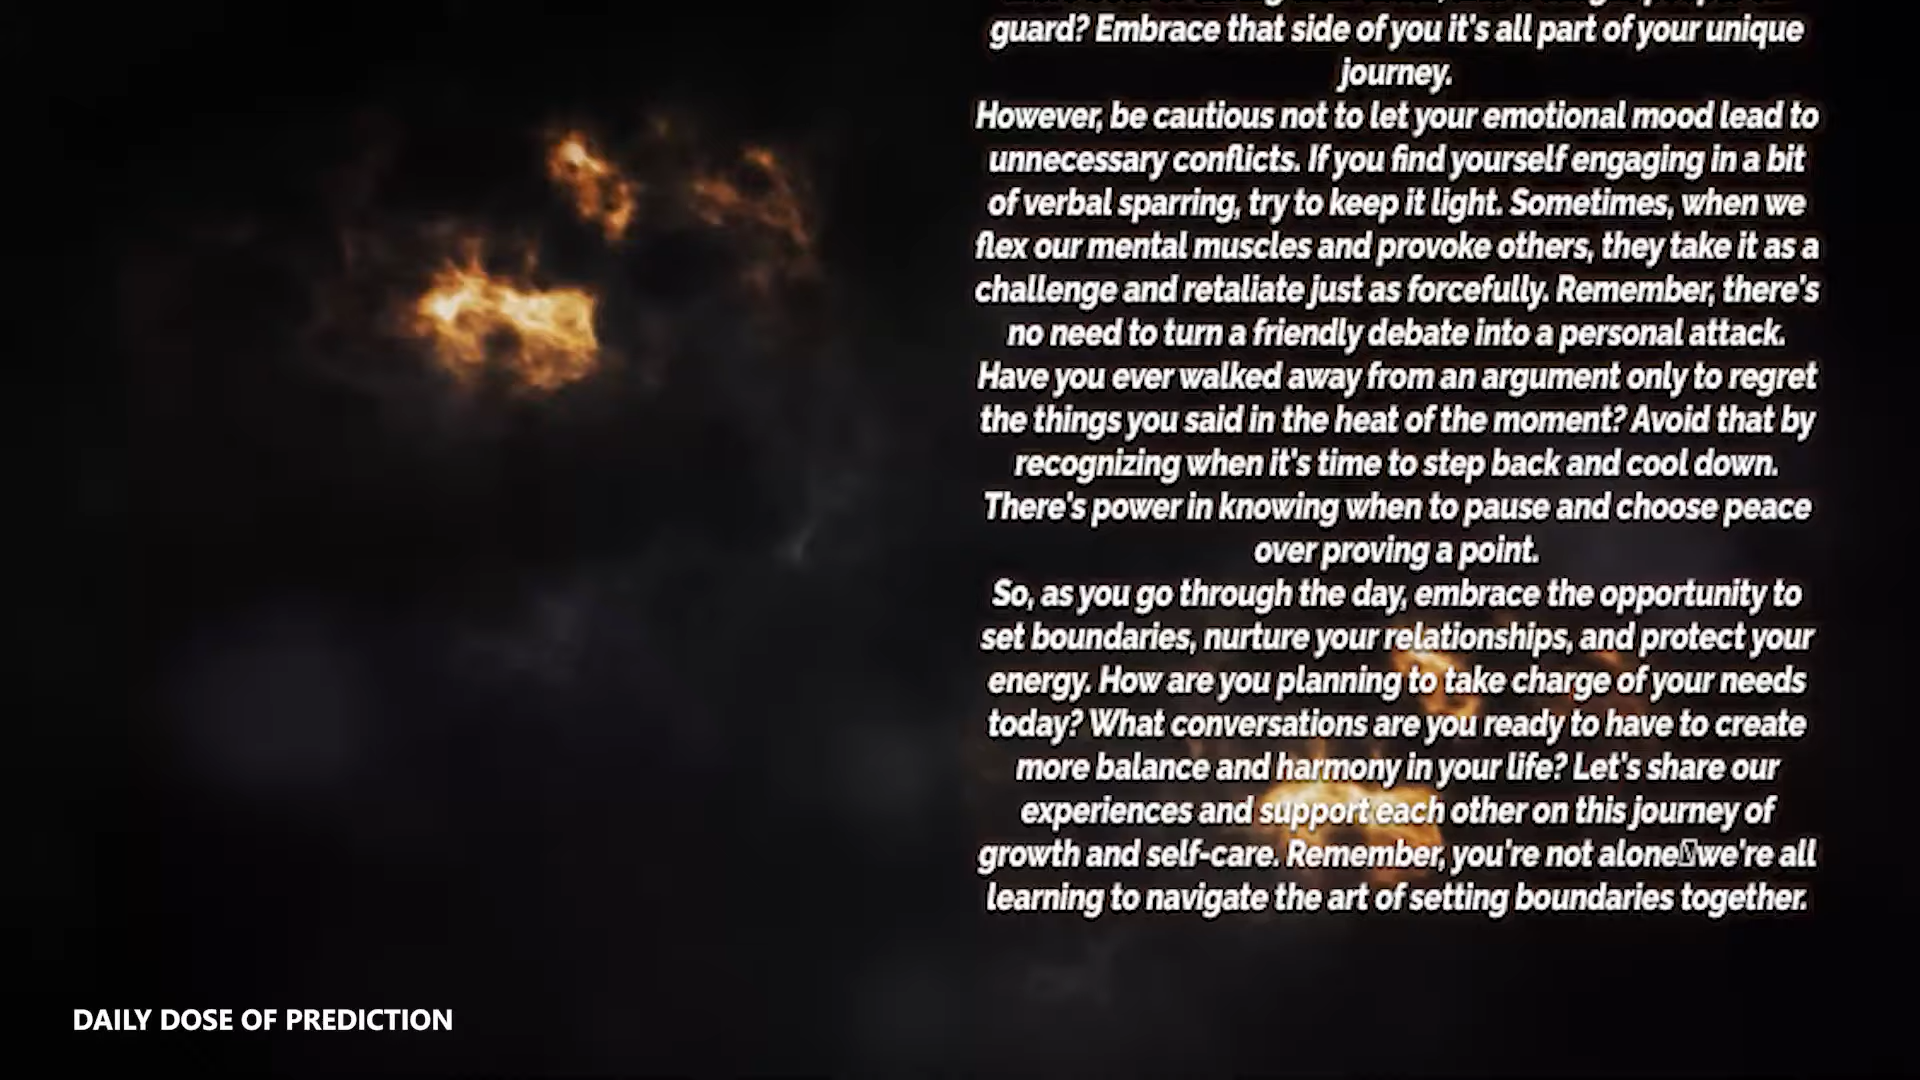 guard? Embrace that side of you it's all part of your unique
journey.
However, be cautious not to let your emotional mood lead to
unnecessary conflicts. If you find yourself engaging in a bit
of verbal sparring, try to keep it light. Sometimes, when we
flex our mental muscles and provoke others, they take it as a
challenge and retaliate just as forcefully. Remember, there's
no need to turn a friendly debate into a personal attack.
Have you ever walked away from an argument only to regret
the things you said in the heat of the moment? Avoid that by
recognizing when it's time to step back and cool down.
There's power in knowing when to pause and choose peace
over proving a point.
So, as you go through the day, embrace the opportunity to
set boundaries, nurture your relationships, and protect your
energy. How are you planning to take charge of your needs
today? What conversations are you ready to have to create
more balance and harmony in your life? Let's share our
experiences and support each other on this journey of
growth and self-care. Remember, you're not alone we're all
learning to navigate the art of setting boundaries together.
DAILY DOSE OF PREDICTION